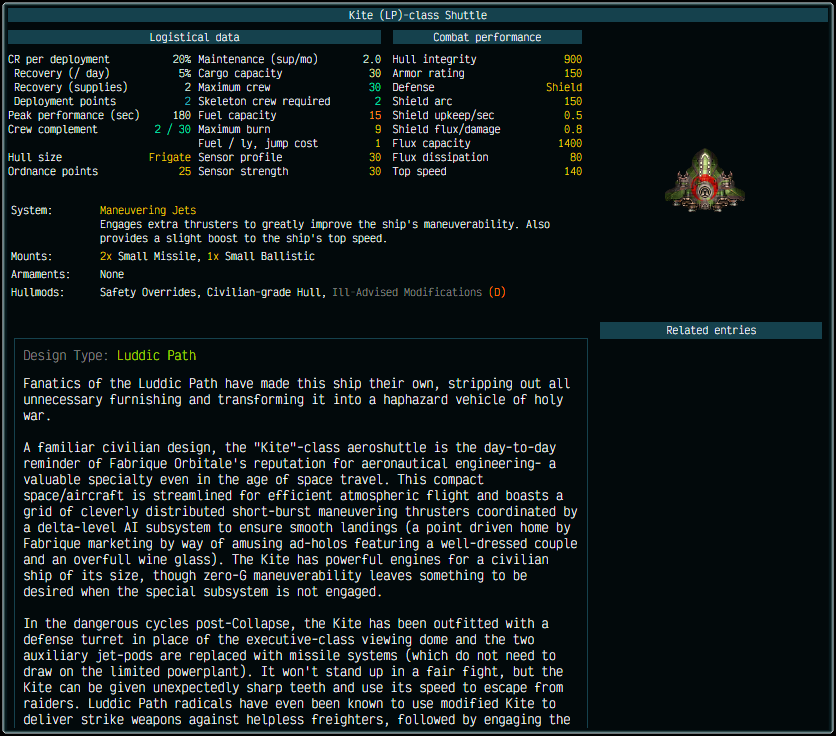 Kite (LP)-class Shuttle
Logistical data
CR per deployment 20% Maintenance (sup/mo) 2.0
Recovery (/ day) 5% Cargo capacity 30
Recovery (supplies) 2 Maximum crew 30
Deployment points 2 Skeleton crew required 2
Peak performance (sec) 180 Fuel capacity 15
Crew complement 2 / 30 Maximum burn 9
Fuel / ly, jump cost 1
Hull size Frigate Sensor profile 30
Ordnance points 25 Sensor strength 30
Combat performance
Hull integrity 900
Armor rating 150
Defense Shield
Shield arc 150
Shield upkeep/sec 0.5
Shield flux/damage 0.8
Flux capacity 1400
Flux dissipation 80
Top speed 140
System: Maneuvering Jets
Engages extra thrusters to greatly improve the ship's maneuverability. Also
provides a slight boost to the ship's top speed.
Mounts: 2x Small Missile, 1x Small Ballistic
Armaments: None
Hullmods: Safety Overrides, Civilian-grade Hull, Ill-Advised Modifications (D)
Related entries
Design Type: Luddic Path
Fanatics of the Luddic Path have made this ship their own, stripping out all
unnecessary furnishing and transforming it into a haphazard vehicle of holy
war.
A familiar civilian design, the "Kite"-class aeroshuttle is the day-to-day
reminder of Fabrique Orbitale's reputation for aeronautical engineering- a
valuable specialty even in the age of space travel. This compact
space/aircraft is streamlined for efficient atmospheric flight and boasts a
grid of cleverly distributed short-burst maneuvering thrusters coordinated by
a delta-level AI subsystem to ensure smooth landings (a point driven home by
Fabrique marketing by way of amusing ad-holos featuring a well-dressed couple
and an overfull wine glass). The Kite has powerful engines for a civilian
ship of its size, though zero-G maneuverability leaves something to be
desired when the special subsystem is not engaged.
In the dangerous cycles post-Collapse, the Kite has been outfitted with a
defense turret in place of the executive-class viewing dome and the two
auxiliary jet-pods are replaced with missile systems (which do not need to
draw on the limited powerplant). It won't stand up in a fair fight, but the
Kite can be given unexpectedly sharp teeth and use its speed to escape from
raiders. Luddic Path radicals have even been known to use modified Kite to
deliver strike weapons against helpless freighters, followed by engaging the